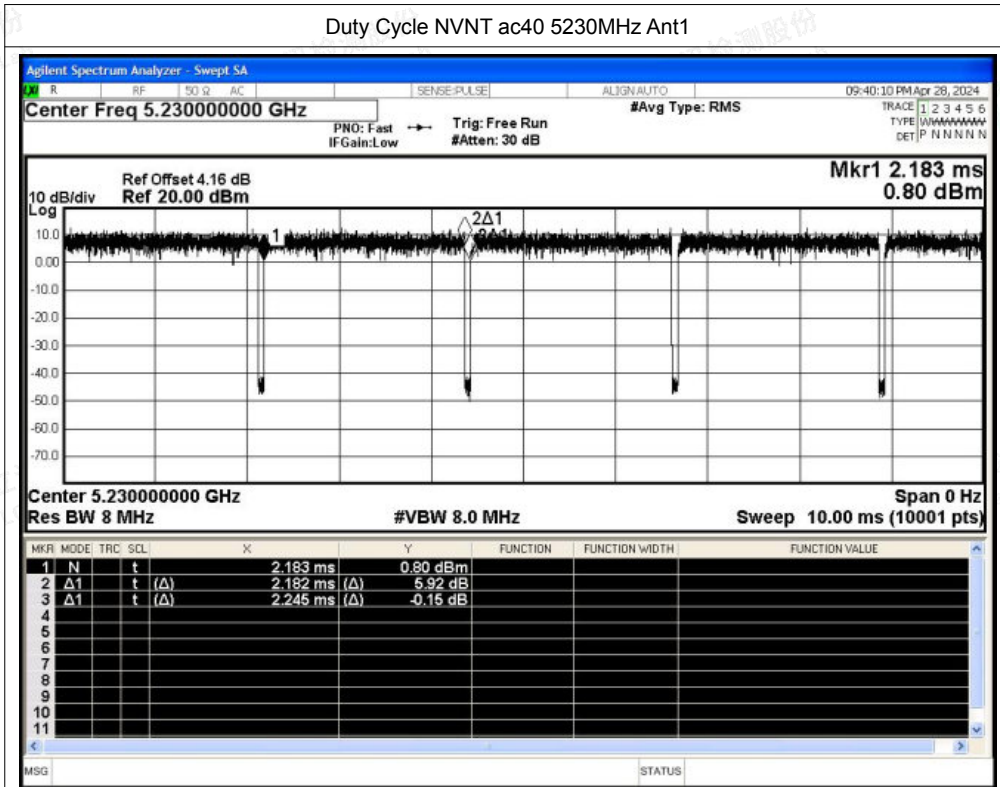 Duty Cycle NVNT ac40 5230MHz Ant1
Agilent Spectrum Analyzer - Swept SA
LXI R RF 50 Ω AC SENSE:PULSE ALIGN AUTO 09:40:10 PM Apr 28, 2024
Center Freq 5.230000000 GHz #Avg Type: RMS TRACE 1 2 3 4 5 6
PNO: Fast Trig: Free Run TYPE
IFGain:Low #Atten: 30 dB DET P N N N N N
Mkr1 2.183 ms
Ref Offset 4.16 dB
10 dB/div Ref 20.00 dBm 0.80 dBm
Log
2Δ1
10.0 1
0.00
-10.0
-20.0
-30.0
-40.0
-50.0
-60.0
-70.0
Center 5.230000000 GHz Span 0 Hz
Res BW 8 MHz #VBW 8.0 MHz Sweep 10.00 ms (10001 pts)
MKR MODE TRC SCL X Y FUNCTION FUNCTION WIDTH FUNCTION VALUE
1 N t 2.183 ms 0.80 dBm
2 Δ1 t (Δ) 2.182 ms (Δ) 5.92 dB
3 Δ1 t (Δ) 2.245 ms (Δ) -0.15 dB
4
5
6
7
8
9
10
11
MSG STATUS